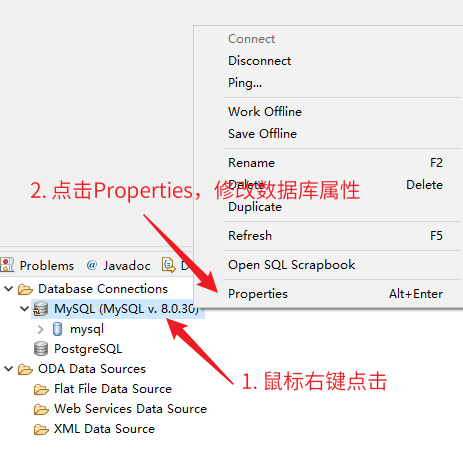 Connect
Disconnect
Ping...
Work Offline
Save Offline
Rename F2
Delete Delete
2. 点击Properties，修改数据库属性
Duplicate
Refresh F5
Open SQL Scrapbook
Properties Alt+Enter
Problems @ Javadoc D
Database Connections
MySQL (MySQL v. 8.0.30)
mysql
PostgreSQL
ODA Data Sources
1. 鼠标右键点击
Flat File Data Source
Web Services Data Source
XML Data Source